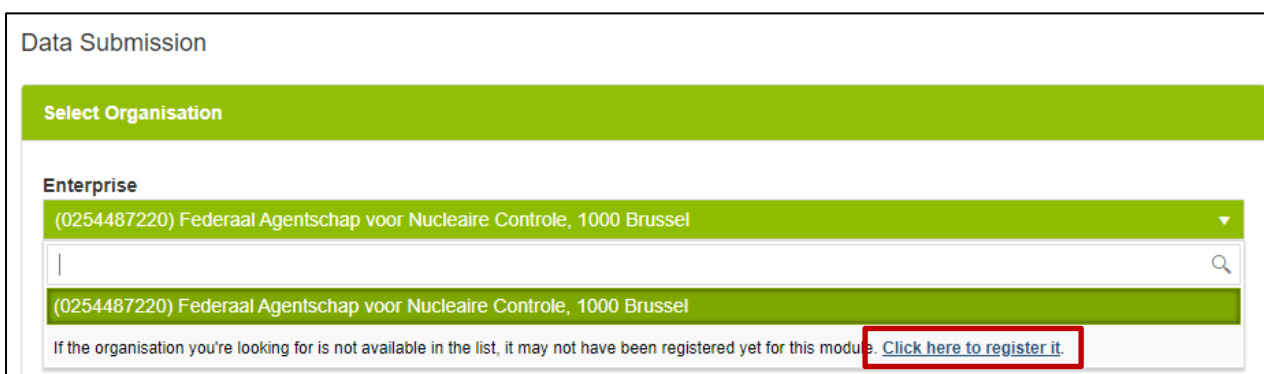 Data Submission
Select Organisation
Enterprise
(0254487220) Federaal Agentschap voor Nucleaire Controle, 1000 Brussel
(0254487220) Federaal Agentschap voor Nucleaire Controle, 1000 Brussel
If the organisation you're looking for is not available in the list, it may not have been registered yet for this module. Click here to register it.